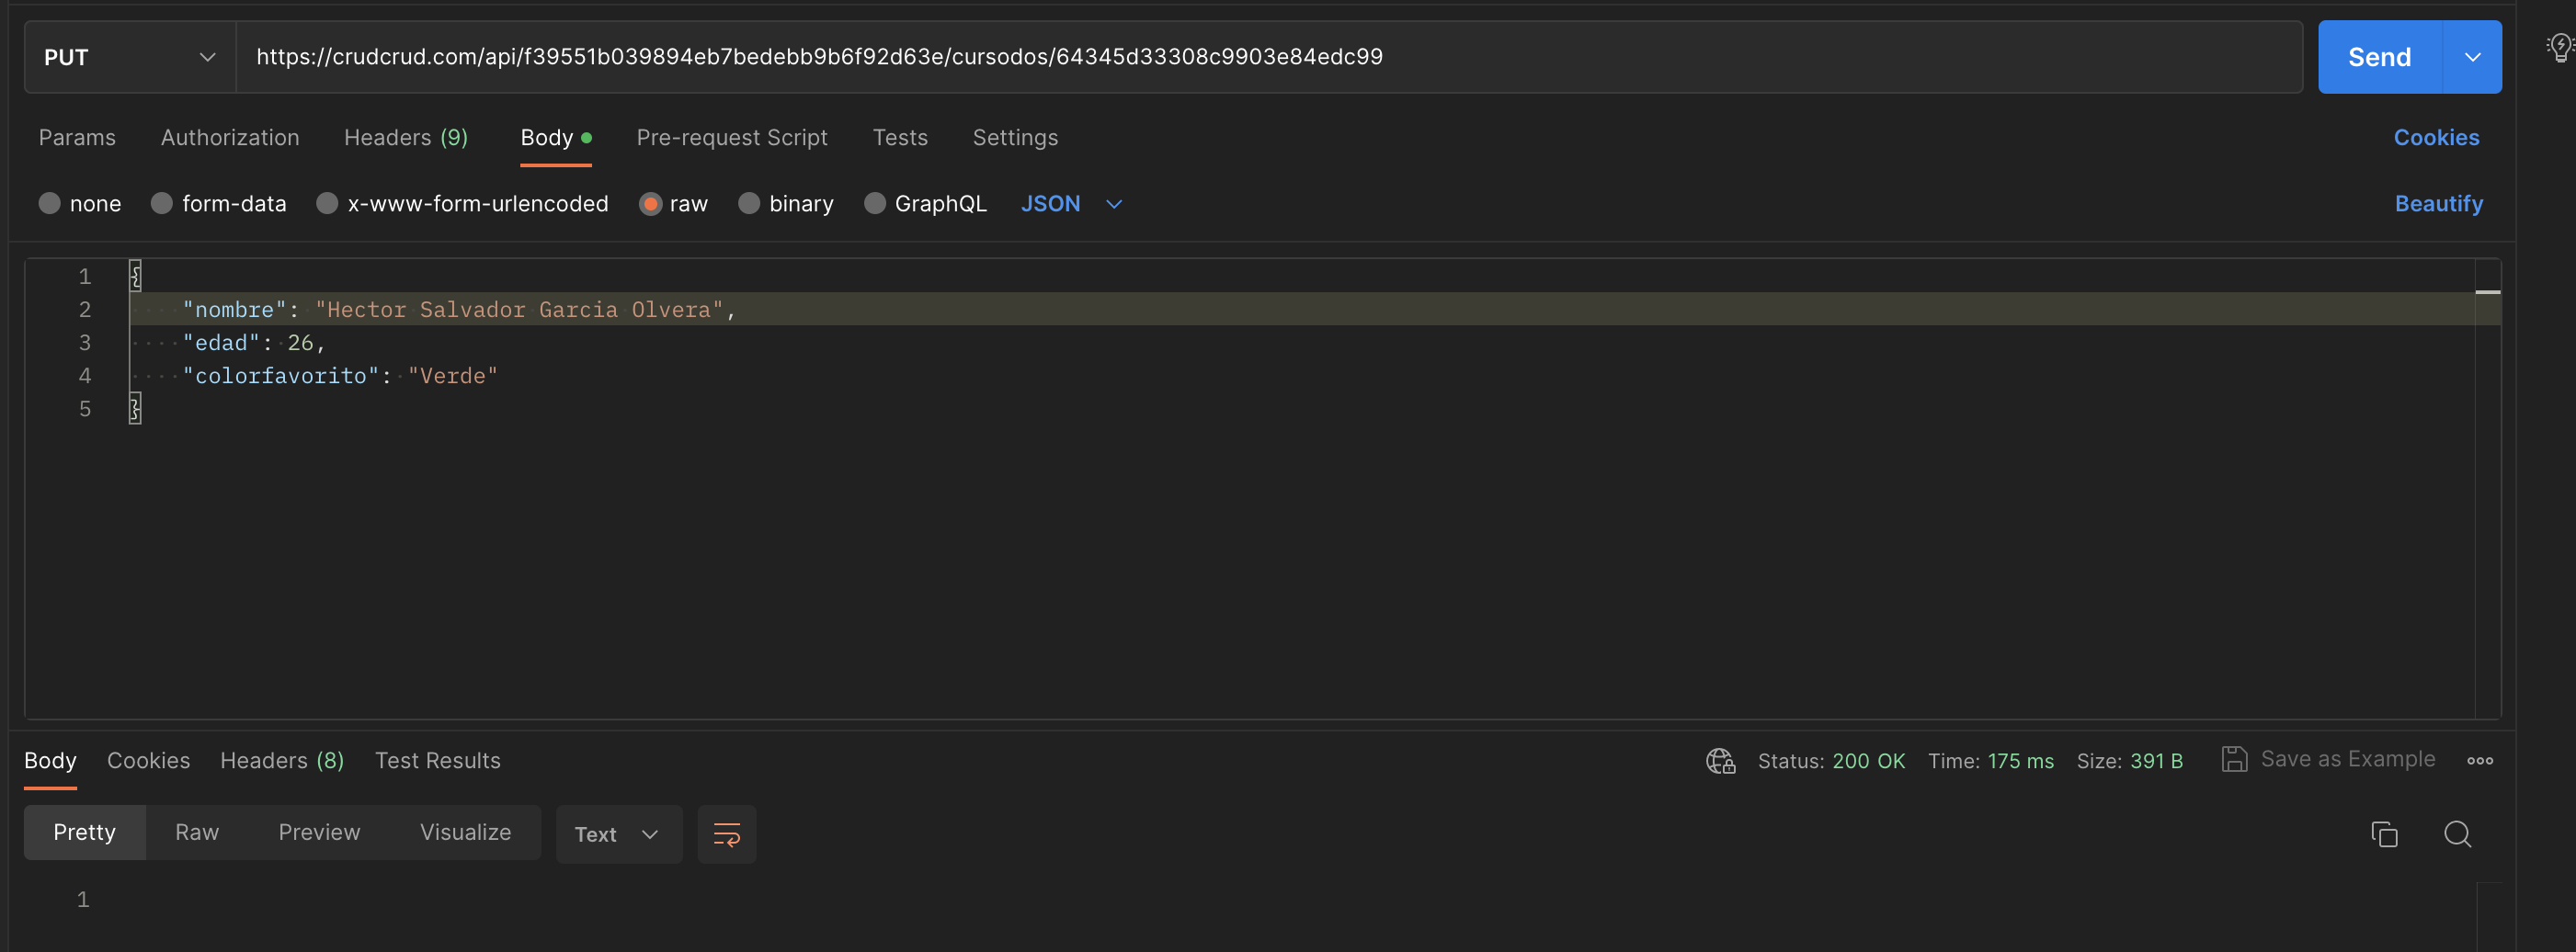 PUT https://crudcrud.com/api/f39551b039894eb7bedebb9b6f92d63e/cursodos/64345d33308c9903e84edc99 Send
Params Authorization Headers (9) Body Pre-request Script Tests Settings Cookies
none form-data x-www-form-urlencoded raw binary GraphQL JSON Beautify
1 {
2 "nombre": "Hector Salvador Garcia Olvera",
3 "edad": 26,
4 "colorfavorito": "Verde"
5 }
Body Cookies Headers (8) Test Results Status: 200 OK Time: 175 ms Size: 391 B Save as Example
Pretty Raw Preview Visualize Text
1